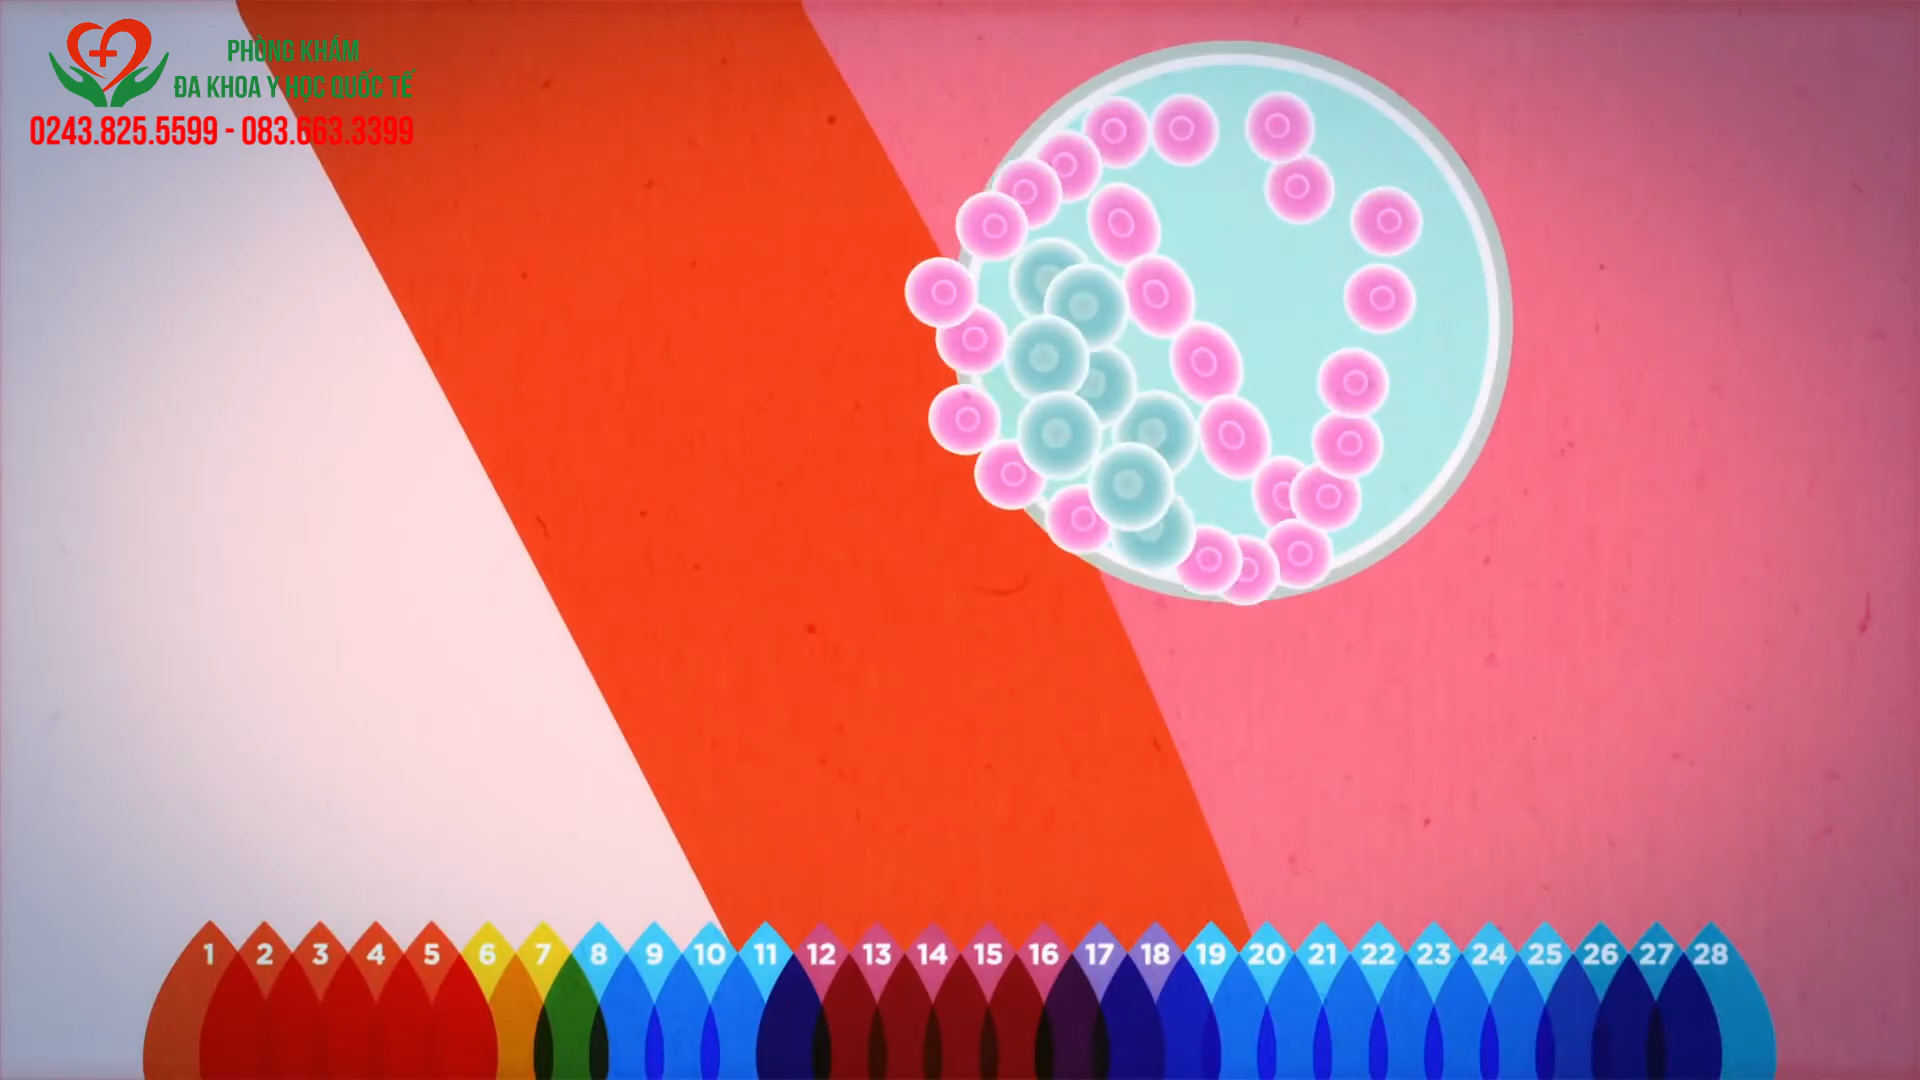 PHÒNG KHÁM
ĐA KHOA Y HỌC QUỐC TẾ
0243.825.5599 - 083.663.3399
1 2 3 4 5 6 7 8 9 10 11 12 13 14 15 16 17 18 19 20 21 22 23 24 25 26 27 28